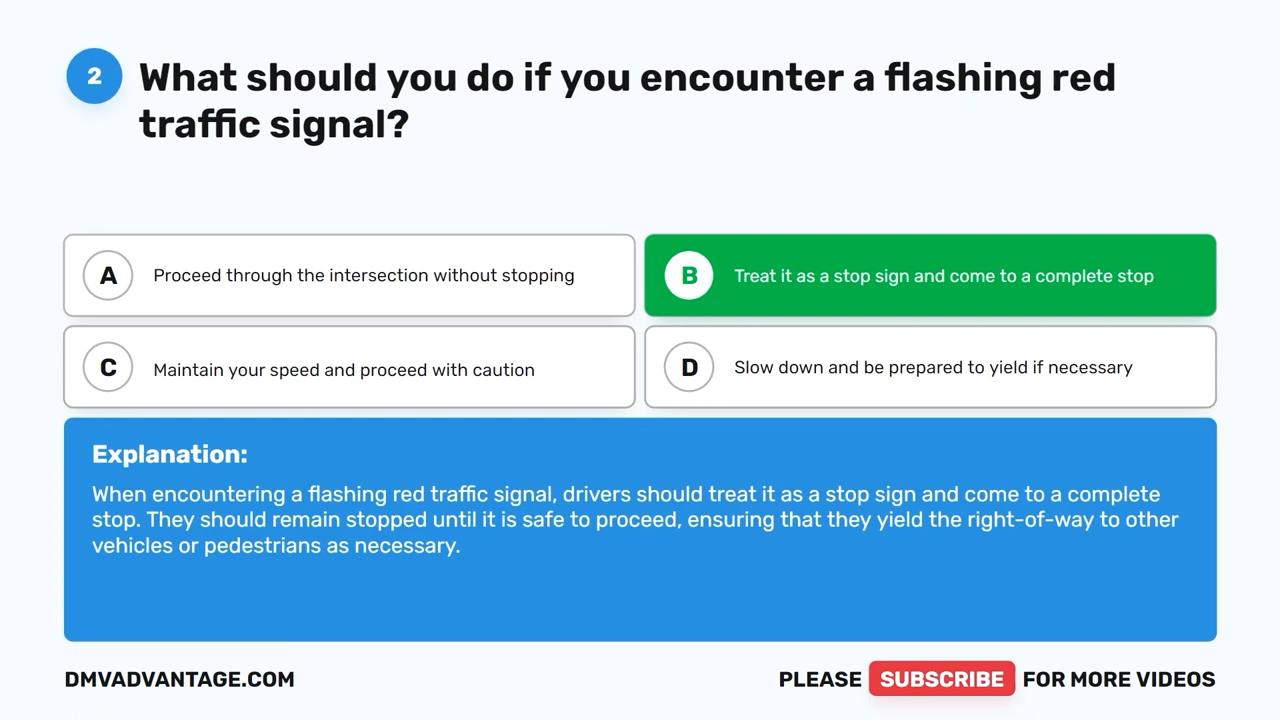 2
What should you do if you encounter a flashing red
traffic signal?
A
Proceed through the intersection without stopping
B
Treat it as a stop sign and come to a complete stop
C
Maintain your speed and proceed with caution
D
Slow down and be prepared to yield if necessary
Explanation:
When encountering a flashing red traffic signal, drivers should treat it as a stop sign and come to a complete
stop. They should remain stopped until it is safe to proceed, ensuring that they yield the right-of-way to other
vehicles or pedestrians as necessary.
DMVADVANTAGE.COM
PLEASE SUBSCRIBE FOR MORE VIDEOS